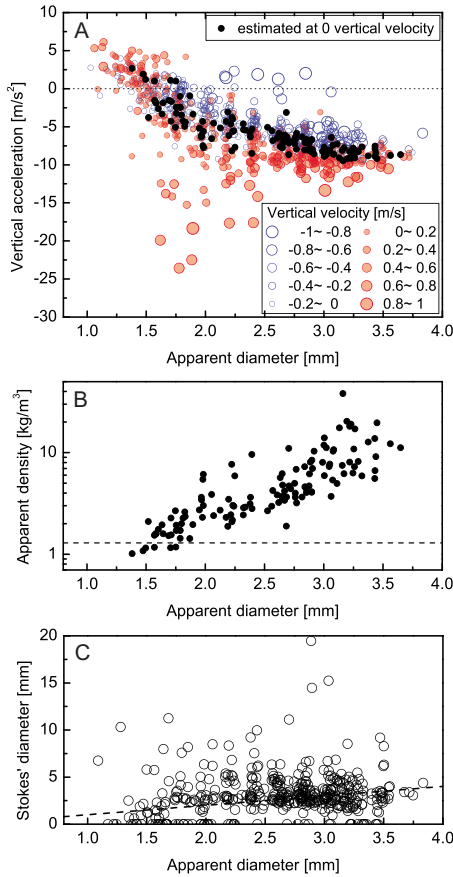 A
● estimated at 0 vertical velocity
Vertical acceleration [m/s²]
10
5
0
-5
-10
-15
-20
-25
-30
Vertical velocity [m/s]
-1~ -0.8
0~ 0.2
-0.8~ -0.6
0.2~ 0.4
-0.6~ -0.4
0.4~ 0.6
-0.4~ -0.2
0.6~ 0.8
-0.2~ 0
0.8~ 1
1.0 1.5 2.0 2.5 3.0 3.5 4.0
Apparent diameter [mm]
B
Apparent density [kg/m³]
10
1
1.0 1.5 2.0 2.5 3.0 3.5 4.0
Apparent diameter [mm]
C
Stokes' diameter [mm]
20
15
10
5
0
1.0 1.5 2.0 2.5 3.0 3.5 4.0
Apparent diameter [mm]